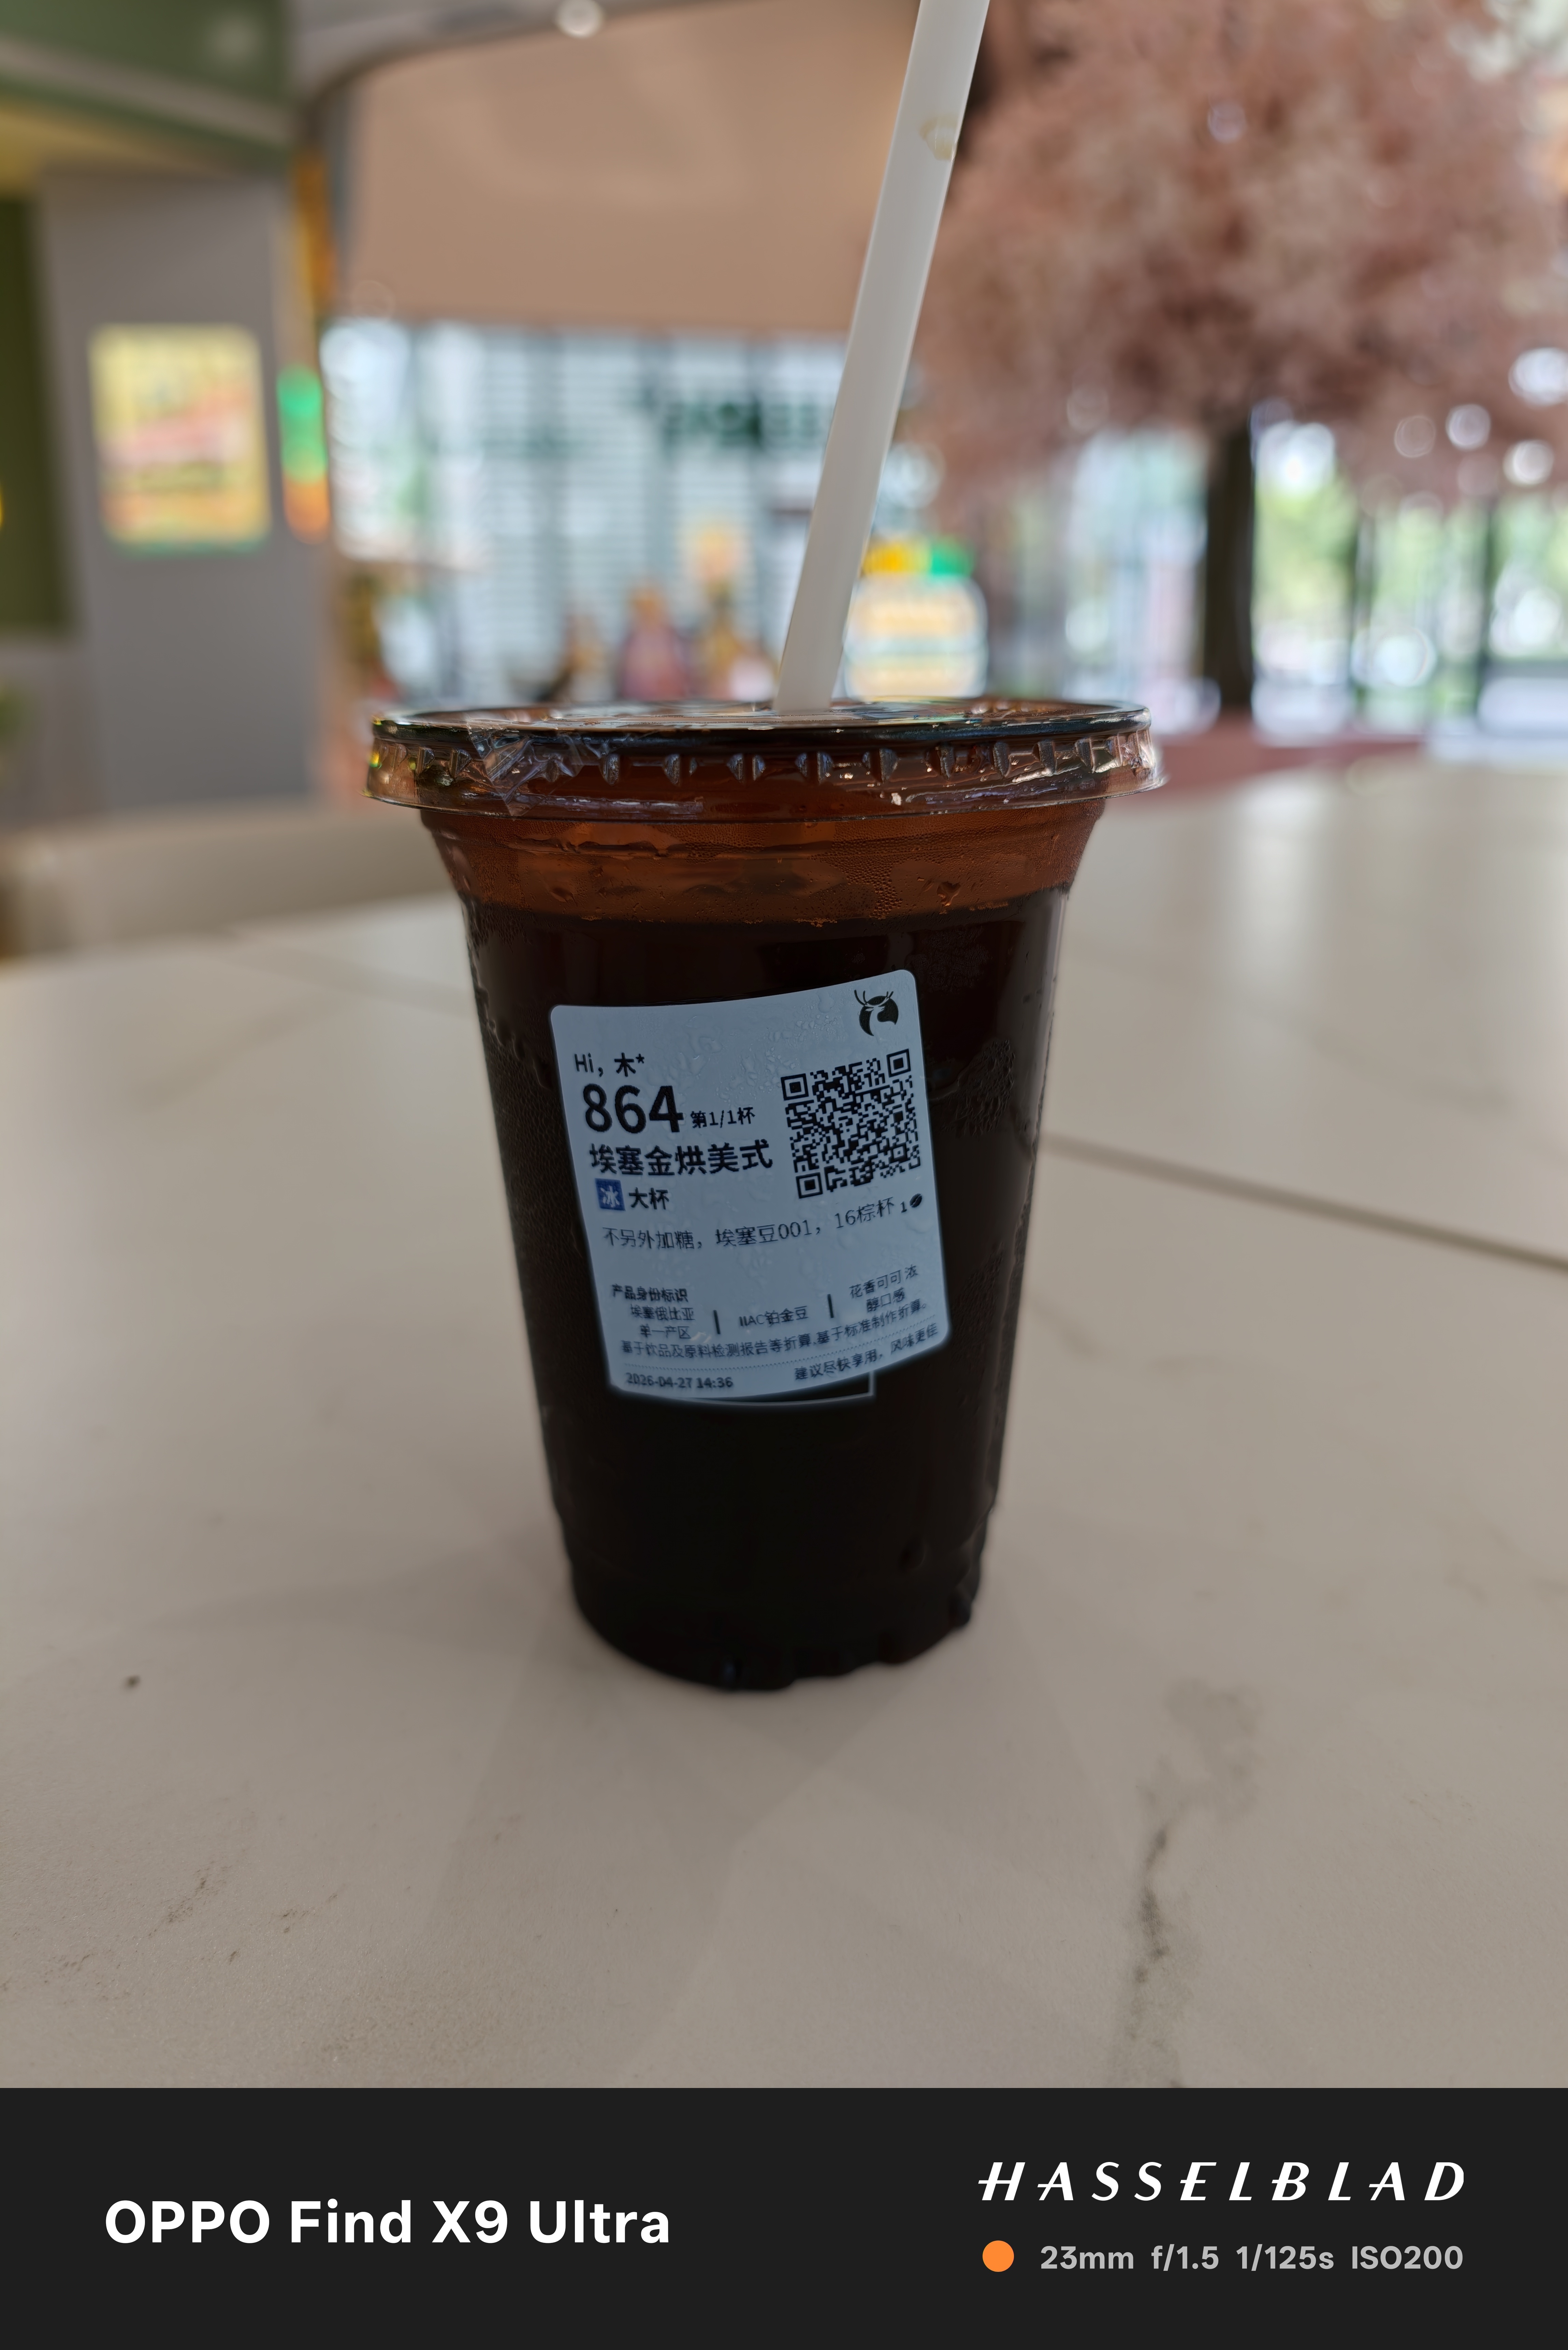 Hi, 木*
864 第1/1杯
埃塞金烘美式
冰 大杯
不另外加糖，埃塞豆001，16棕杯 1
产品身份标识
埃塞俄比亚
单一产区
IIAC铂金豆
花香可可 浓
醇口感
基于饮品及原料检测报告等折算,基于标准制作折算。
2026-04-27 14:36
建议尽快享用，风味更佳
OPPO Find X9 Ultra
HASSELBLAD
23mm f/1.5 1/125s ISO200